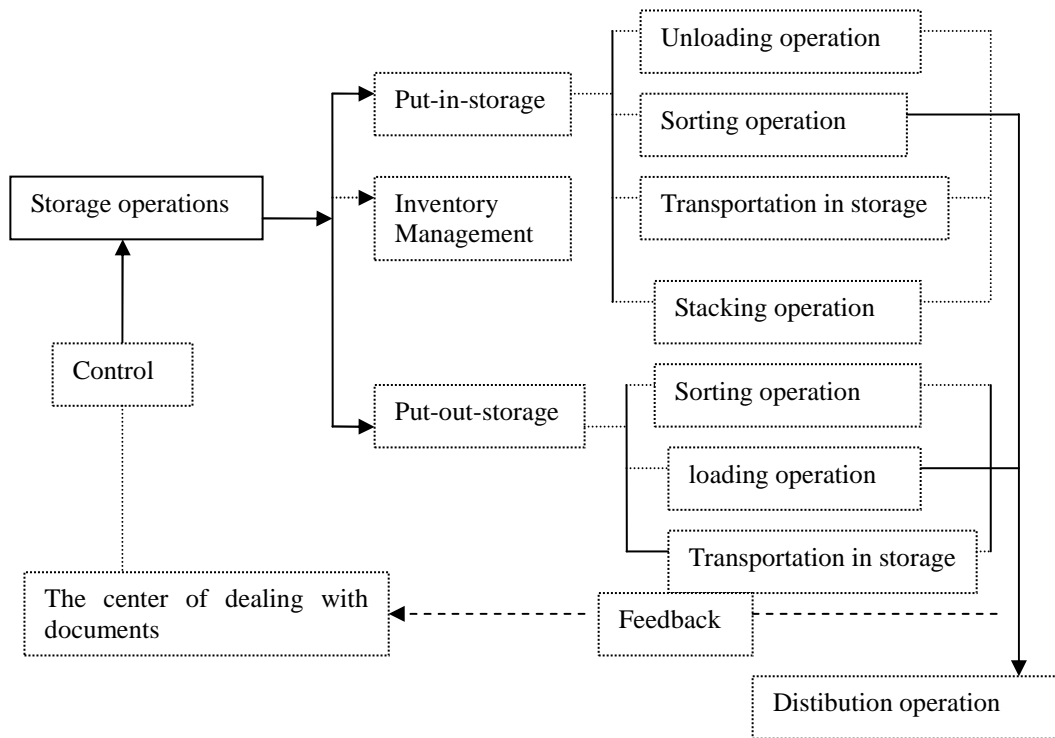 Unloading operation
Put-in-storage
Sorting operation
Storage operations
Inventory
Management
Transportation in storage
Stacking operation
Control
Put-out-storage
Sorting operation
loading operation
Transportation in storage
The center of dealing with
documents
Feedback
Distibution operation